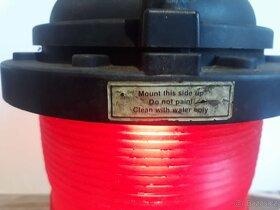 Mount this side up
Do not paint
Clean with water only